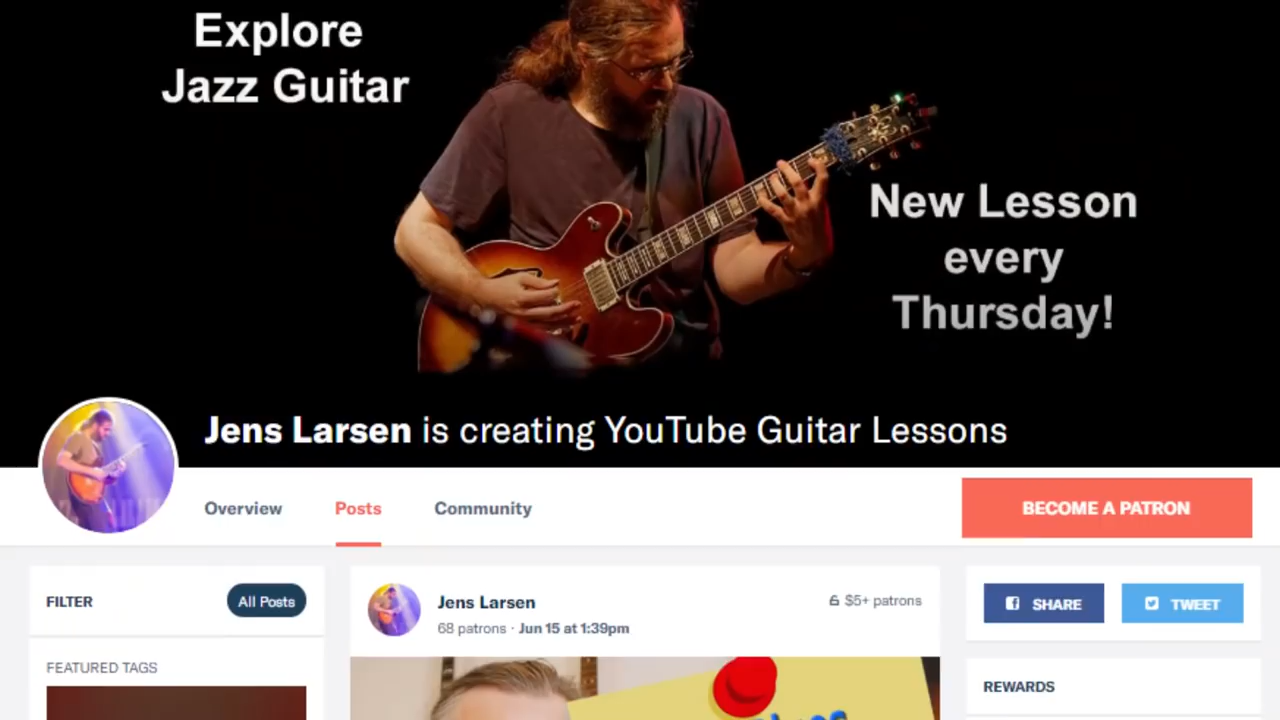 Explore
Jazz Guitar
New Lesson
every
Thursday!
Jens Larsen is creating YouTube Guitar Lessons
Overview
Posts
Community
BECOME A PATRON
FILTER
All Posts
FEATURED TAGS
Jens Larsen
$5+ patrons
68 patrons · Jun 15 at 1:39pm
SHARE
TWEET
REWARDS